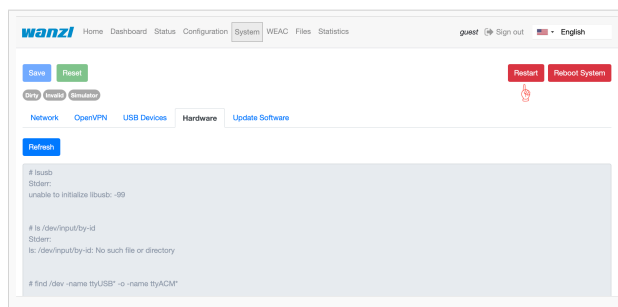 wanzl Home Dashboard Status Configuration System WEAC Files Statistics guest Sign out English
Save Reset Restart Reboot System
Dirty Invalid Simulator
Network OpenVPN USB Devices Hardware Update Software
Refresh
# lsusb
Stderr:
unable to initialize libusb: -99
# ls /dev/input/by-id
Stderr:
ls: /dev/input/by-id: No such file or directory
# find /dev -name ttyUSB* -o -name ttyACM*